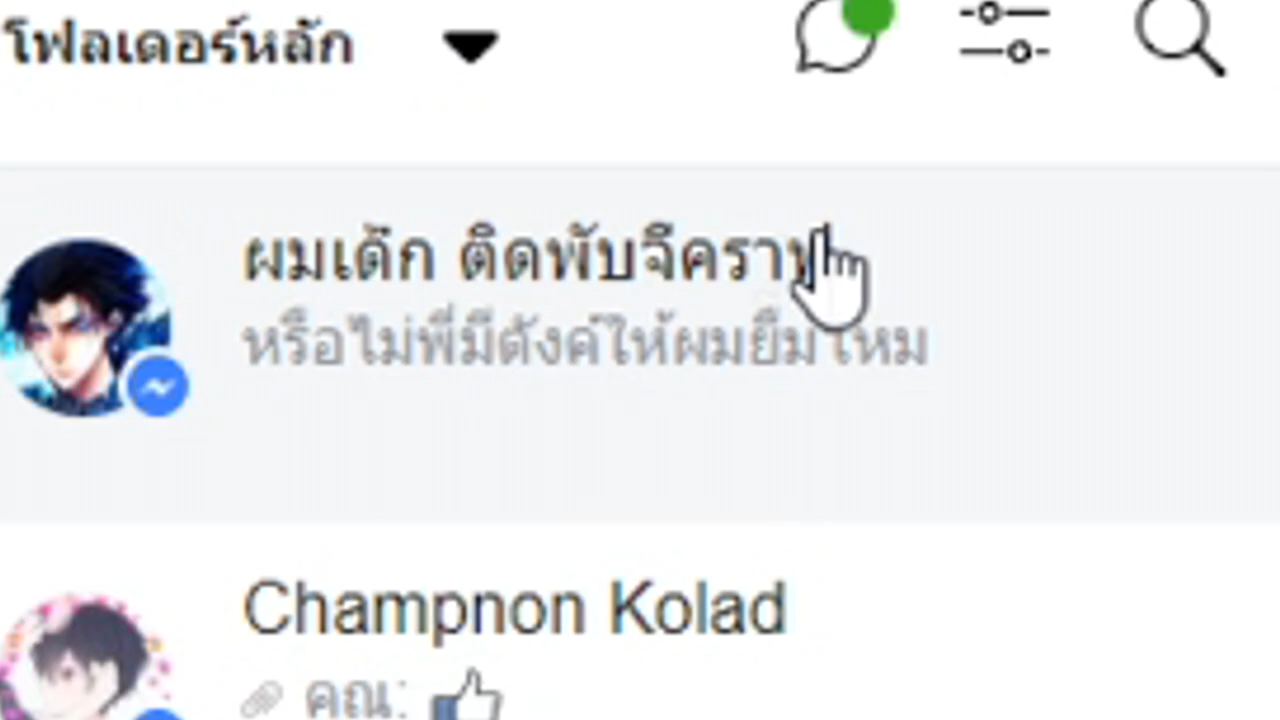 โฟลเดอร์หลัก
ผมเด้ก ติดพับจีคราฟ
หรือไม่พี่มีดังค์ให้ผมยืมไหม
Champnon Kolad
คุณ: